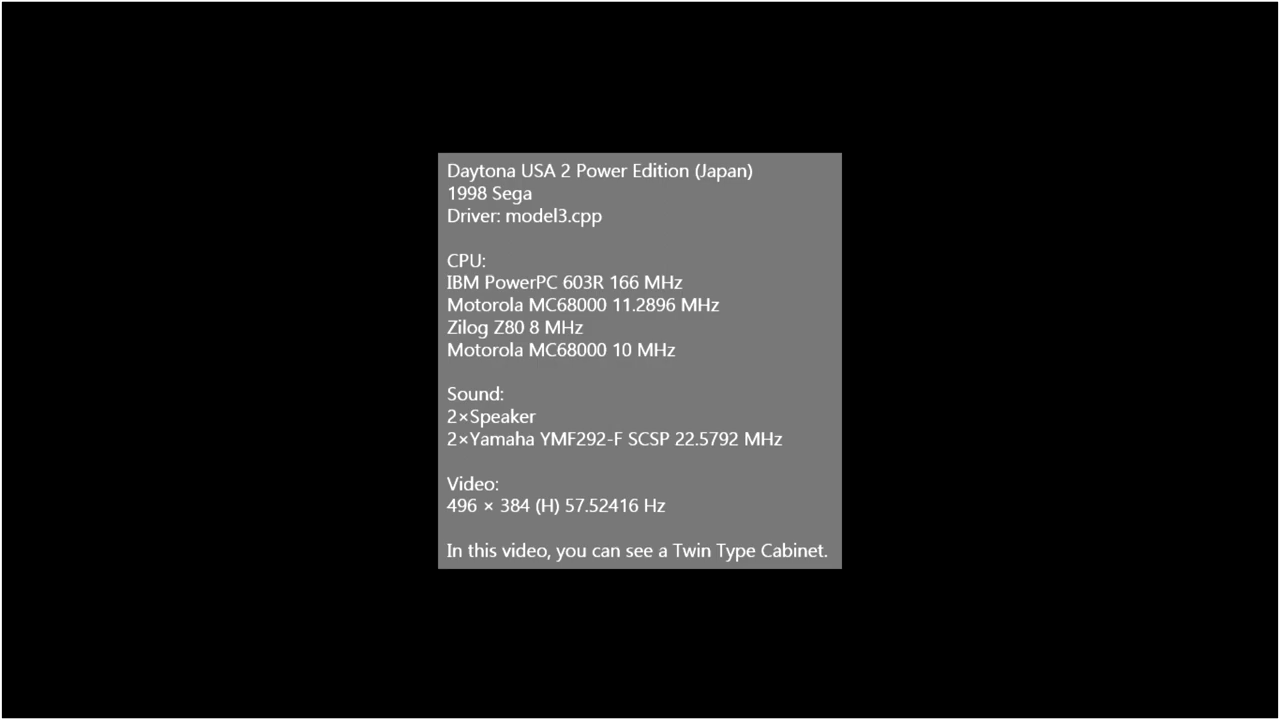 Daytona USA 2 Power Edition (Japan)
1998 Sega
Driver: model3.cpp
CPU:
IBM PowerPC 603R 166 MHz
Motorola MC68000 11.2896 MHz
Zilog Z80 8 MHz
Motorola MC68000 10 MHz
Sound:
2×Speaker
2×Yamaha YMF292-F SCSP 22.5792 MHz
Video:
496 × 384 (H) 57.52416 Hz
In this video, you can see a Twin Type Cabinet.